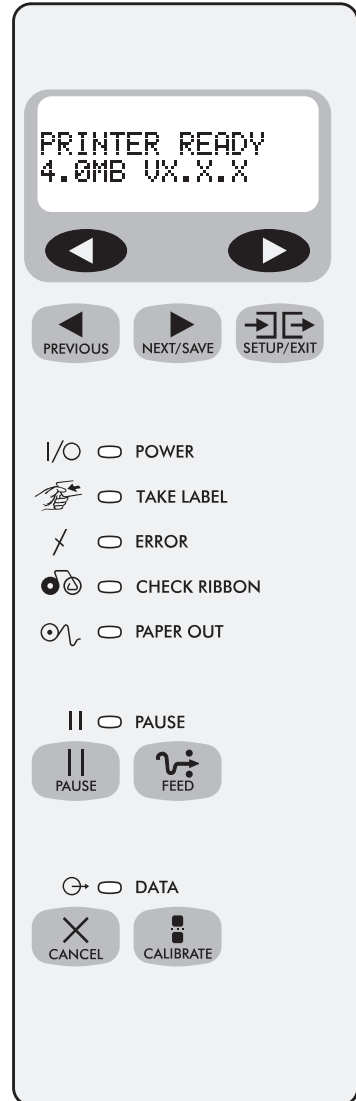 PRINTER READY
4.0MB VX.X.X
PREVIOUS NEXT/SAVE SETUP/EXIT
POWER
TAKE LABEL
ERROR
CHECK RIBBON
PAPER OUT
PAUSE
PAUSE FEED
DATA
CANCEL CALIBRATE